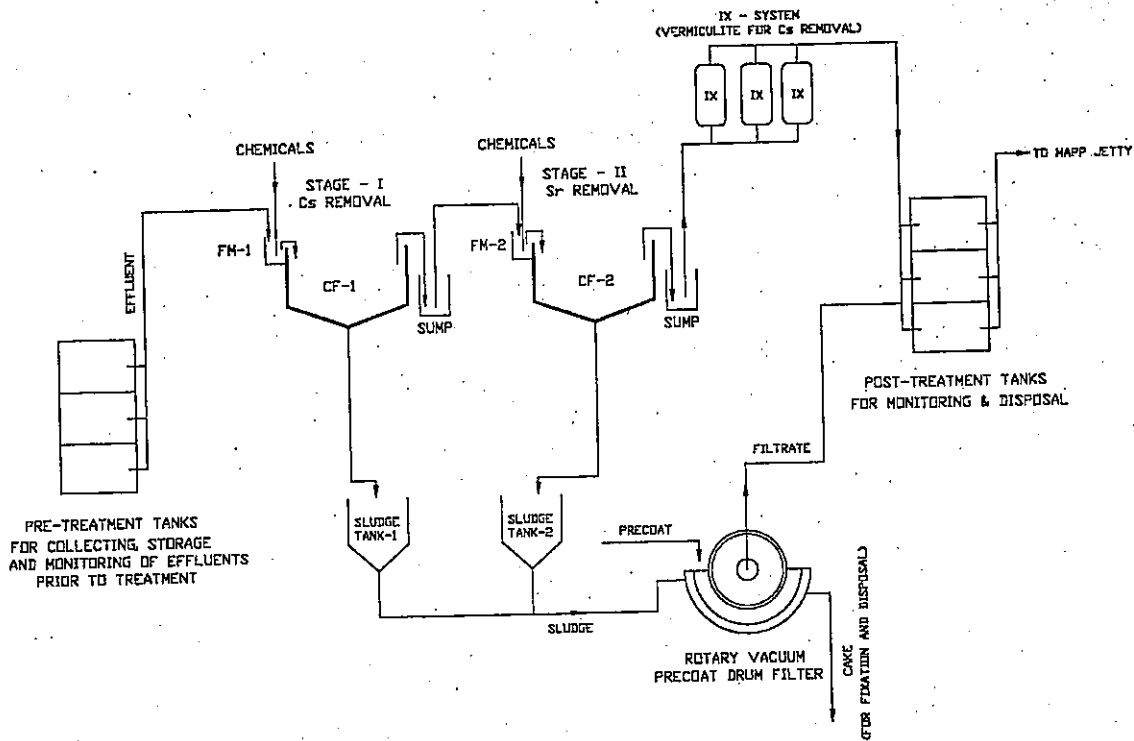 IX - SYSTEM
(VERMICULITE FOR Cs REMOVAL)
IX
IX
IX
CHEMICALS
CHEMICALS
STAGE - I
Cs REMOVAL
STAGE - II
Sr REMOVAL
TO MAPP JETTY
FM-1
FM-2
CF-1
CF-2
EFFLUENT
SUMP
SUMP
POST-TREATMENT TANKS
FOR MONITORING & DISPOSAL
FILTRATE
PRE-TREATMENT TANKS
FOR COLLECTING, STORAGE
AND MONITORING OF EFFLUENTS
PRIOR TO TREATMENT
SLUDGE
TANK-1
SLUDGE
TANK-2
PRECOAT
SLUDGE
ROTARY VACUUM
PRECOAT DRUM FILTER
CAKE
(FOR FIXATION AND DISPOSAL)